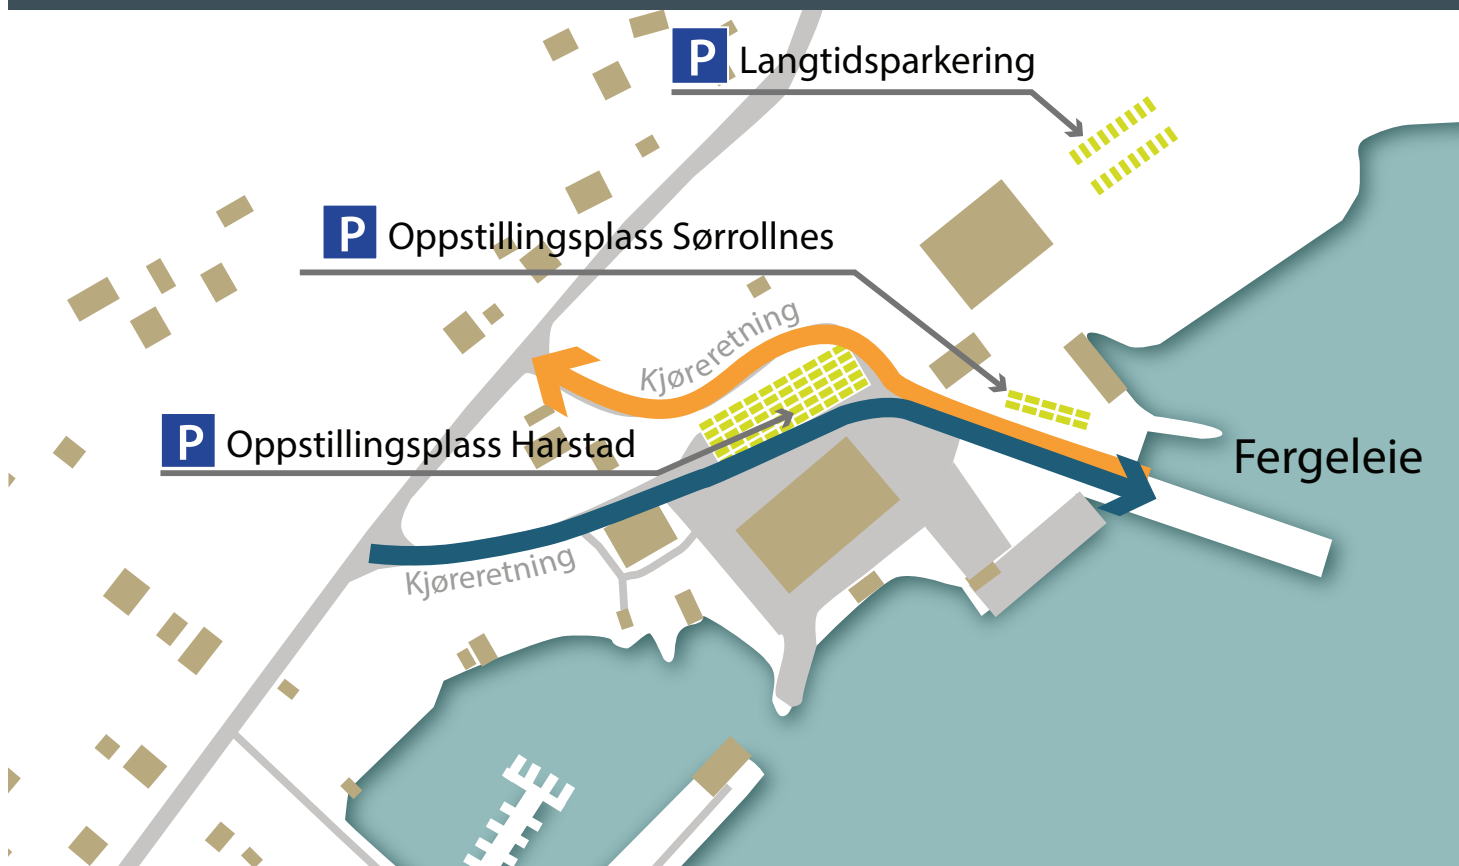 P Langtidsparkering
P Oppstillingsplass Sørrollnes
Kjøreretning
P Oppstillingsplass Harstad
Fergeleie
Kjøreretning